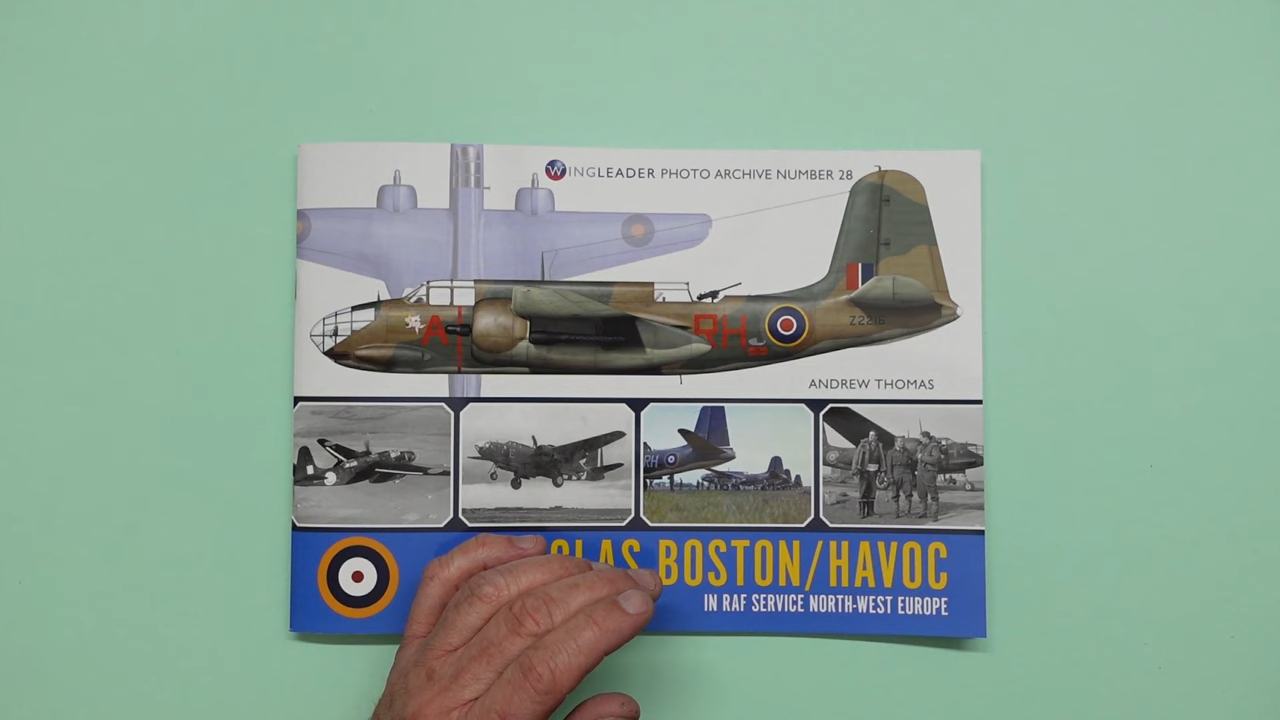 WINGLEADER PHOTO ARCHIVE NUMBER 28
A
RH
Z2216
ANDREW THOMAS
RH
GLAS BOSTON/HAVOC
IN RAF SERVICE NORTH-WEST EUROPE